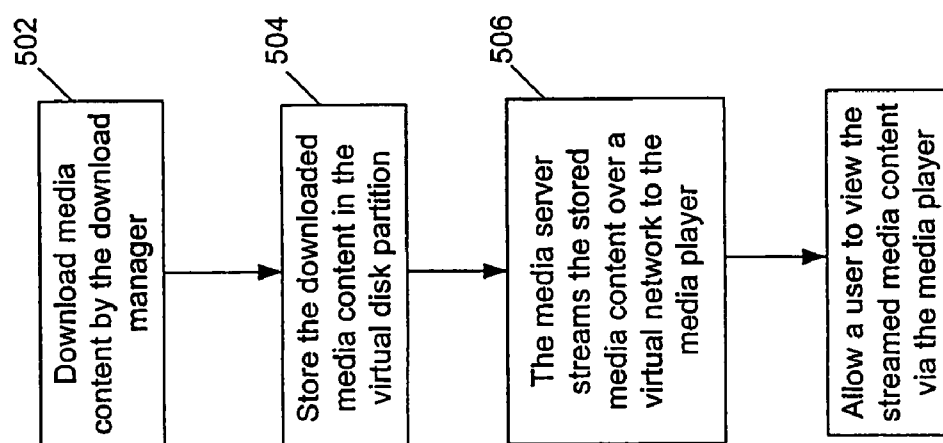 502
Download media
content by the download
manager
504
Store the downloaded
media content in the
virtual disk partition
506
The media server
streams the stored
media content over a
virtual network to the
media player
Allow a user to view the
streamed media content
via the media player